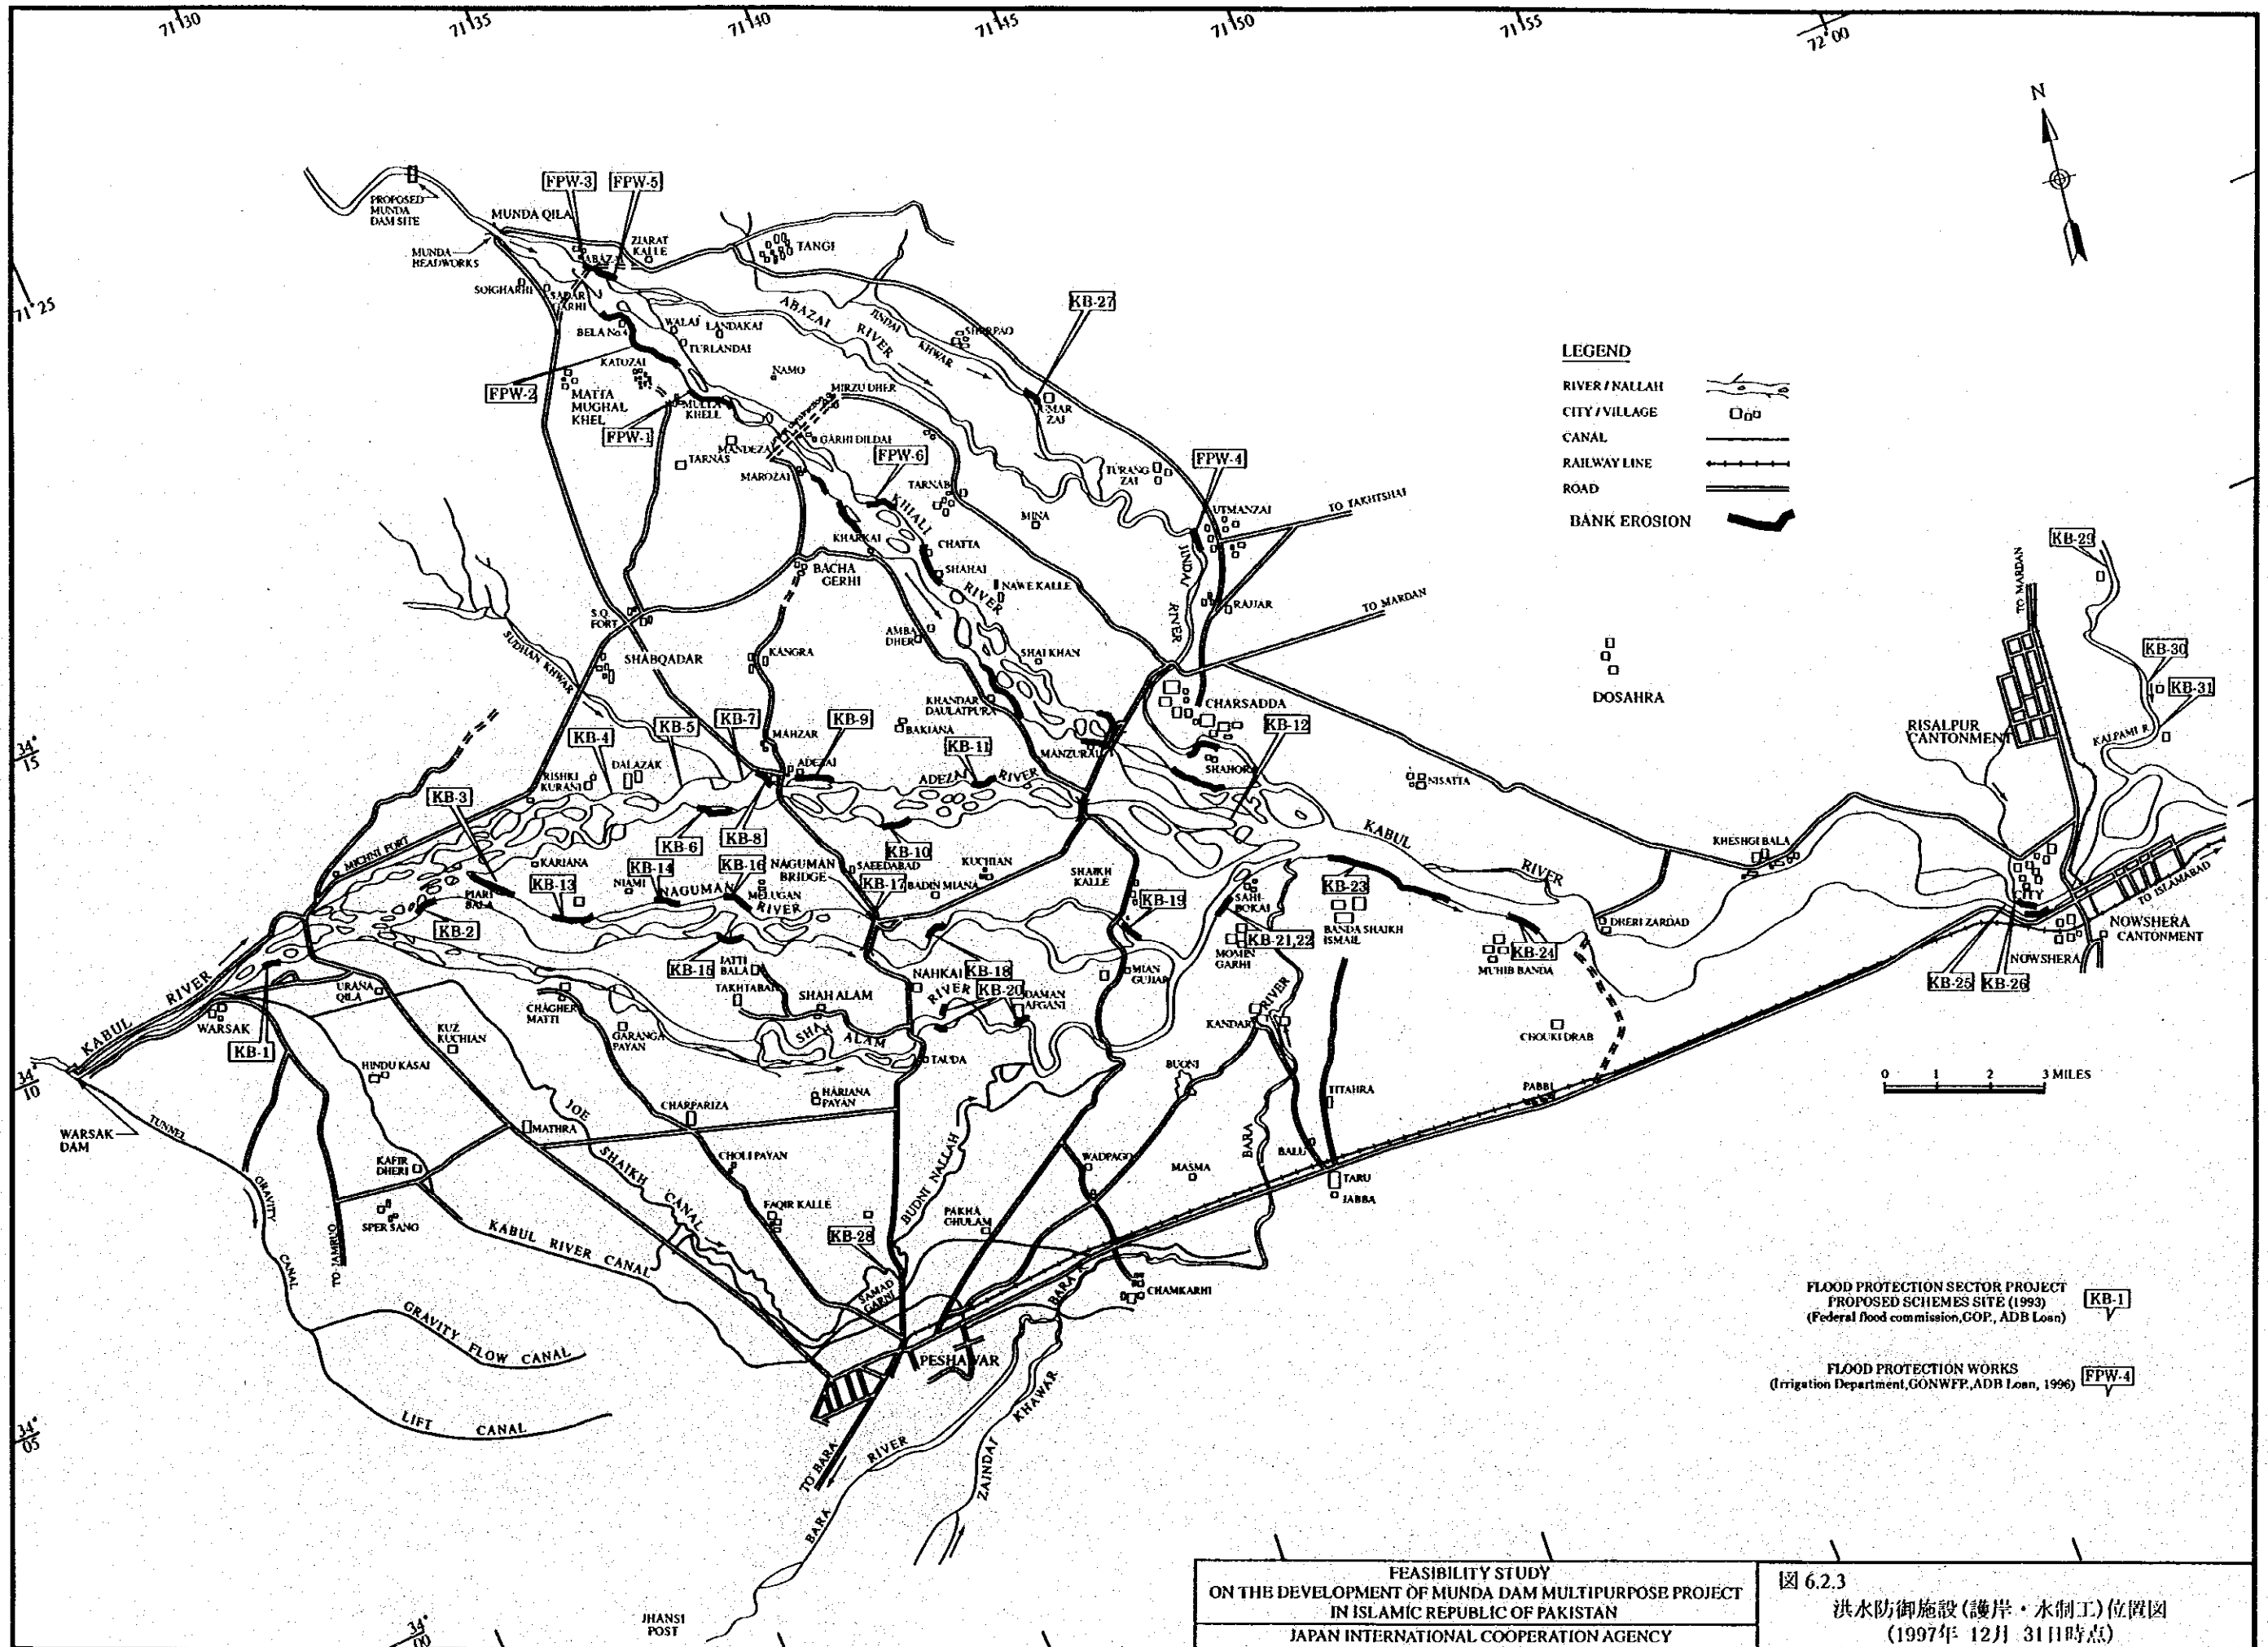 71°30
71°35
71°40
71°45
71°50
71°55
72°00
N
PROPOSED
MUNDA
DAM SITE
MUNDA QILA
FPW-3
FPW-5
ZIARAT
KALLE
TANGI
MUNDA
HEADWORKS
71°25
BELA No.4
WALAI
LANDAKAI
TURLANDAI
ABAZAI
RIVER
JINDAI
KHWAR
SHERPAO
KB-27
KATOZAI
NAMO
FPW-2
MATTA
MUGHAL
KHEL
MULTA
KHELL
MIRZU DHER
UMAR
ZAI
FPW-1
GARHI DILDAI
TARNAS
FPW-6
FPW-4
MAROZAI
TARNAB
TURANG
ZAI
KHIALI
RIVER
MINA
UTMANZAI
TO TAKHTSHAI
LEGEND
RIVER / NALLAH
CITY / VILLAGE
CANAL
RAILWAY LINE
ROAD
BANK EROSION
KHARKAI
CHATTA
SHAHAI
JINDAI
RIVER
BACHA
GERHI
NAWE KALLE
RAJJAR
TO MARDAN
TO MARDAN
KB-29
S.Q.
FORT
AMBA
DHER
SUDHAN KHWAR
SHABQADAR
KANGRA
SHAI KHAN
DOSAHRA
KB-30
KB-31
KHANDAR
DAULATPURA
CHARSADDA
RISALPUR
CANTONMENT
KALPAMI R.
34°
15
KB-4
KB-5
KB-7
MAHZAR
KB-9
BAKIANA
KB-11
MANZURAI
KB-12
RISHKI
KURANI
DALAZAK
ADEZAI
ADEZAI
RIVER
SHAHOR
NISATTA
KB-3
KB-6
KB-8
KB-10
KABUL
RIVER
KHESHGI BALA
MICHNI FORT
KARIANA
KB-14
KB-16
NAGUMAN
BRIDGE
SAEEDABAD
KUCHIAN
SHAIKH
KALLE
KB-23
PIARI
BALA
KB-13
NIAMI
NAGUMAN
RIVER
MELUGAN
KB-17
BADIN MIANA
KB-19
CITY
TO ISLAMABAD
KB-2
KB-21,22
BANDA SHAIKH
ISMAIL
DRERI ZARDAD
NOWSHERA
CANTONMENT
KB-15
JATTI
BALA
NAHKAI
KB-18
MOMIN
GARHI
KB-24
MUHIB BANDA
NOWSHERA
KABUL
RIVER
URANA
QILA
TAKHTABAD
SHAH ALAM
RIVER
KB-20
DAMAN
AFGANI
MIAN
GUJJAR
KB-25
KB-26
WARSAK
KB-1
KUZ
KUCHIAN
CHAGHER
MATTI
GARANGA
PAYAN
SHAH
ALAM
RIVER
CHOUKI DRAB
34°
10
HINDU KASAI
TAUDA
BUONI
TITAHRA
PABBI
0 1 2 3 MILES
HARIANA
PAYAN
CHARPARIZA
WARSAK
DAM
TUNNEL
MATHRA
JOE
SHAIKH
CANAL
KAFIR
DHERI
CHOLI PAYAN
BUDNI NALLAH
WADPAGO
MASMA
BARA
BALU
TARU
JABBA
GRAVITY
CANAL
SPER SANG
FAQIR KALLE
PAKHA
GHULAM
TO JAMRUD
KABUL RIVER CANAL
KB-28
CHAMKARHI
BARA R.
GRAVITY
FLOW CANAL
PESHAWAR
LIFT CANAL
34°
05
TO BARA
BARA
RIVER
ZAINDAI
KHAWAR
FLOOD PROTECTION SECTOR PROJECT
PROPOSED SCHEMES SITE (1993)
(Federal flood commission,GOP., ADB Loan)
KB-1
FLOOD PROTECTION WORKS
(Irrigation Department,GONWFP.,ADB Loan, 1996)
FPW-4
34°
00
JHANSI
POST
FEASIBILITY STUDY
ON THE DEVELOPMENT OF MUNDA DAM MULTIPURPOSE PROJECT
IN ISLAMIC REPUBLIC OF PAKISTAN
JAPAN INTERNATIONAL COOPERATION AGENCY
図 6.2.3
洪水防御施設(護岸・水制工)位置図
(1997年 12月 31日時点)